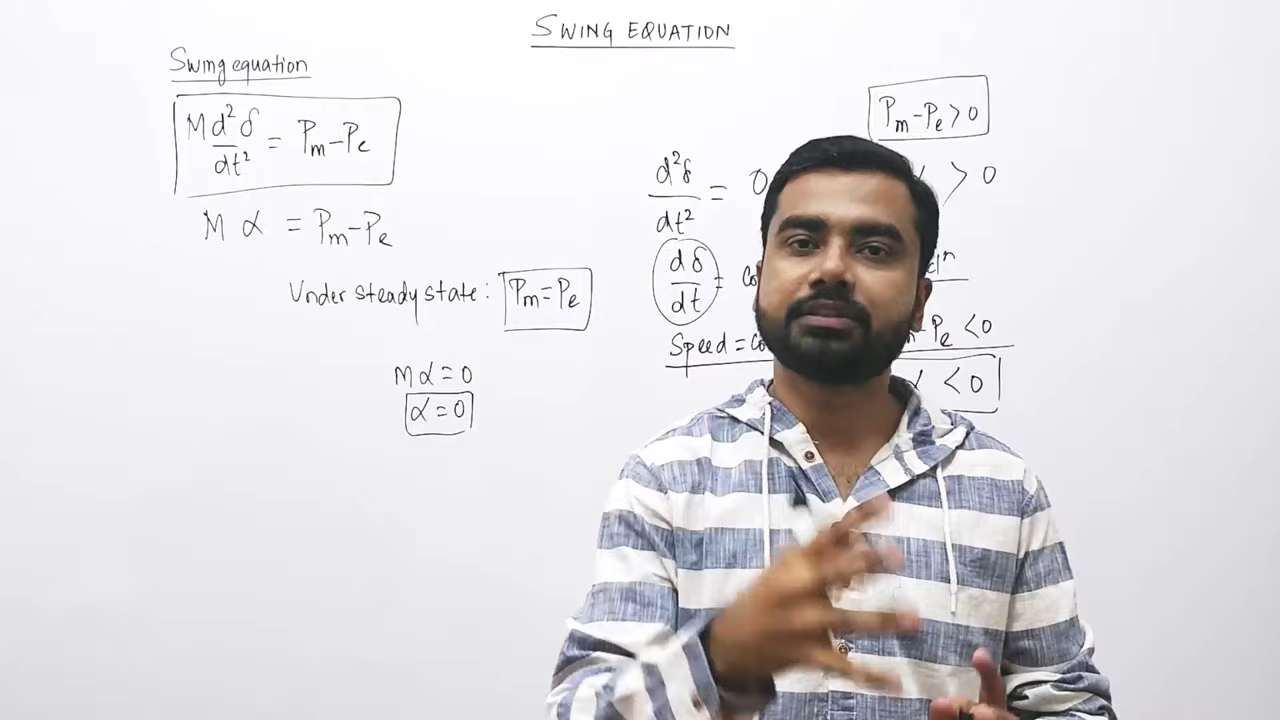 SWING EQUATION
Swing equation
M d²δ/dt² = Pm-Pe
M α = Pm-Pe
Under steady state: Pm=Pe
Mα=0
α=0
Pm-Pe>0
d²δ/dt² = 0
> 0
dδ/dt =
Speed =
Pe <0
α <0